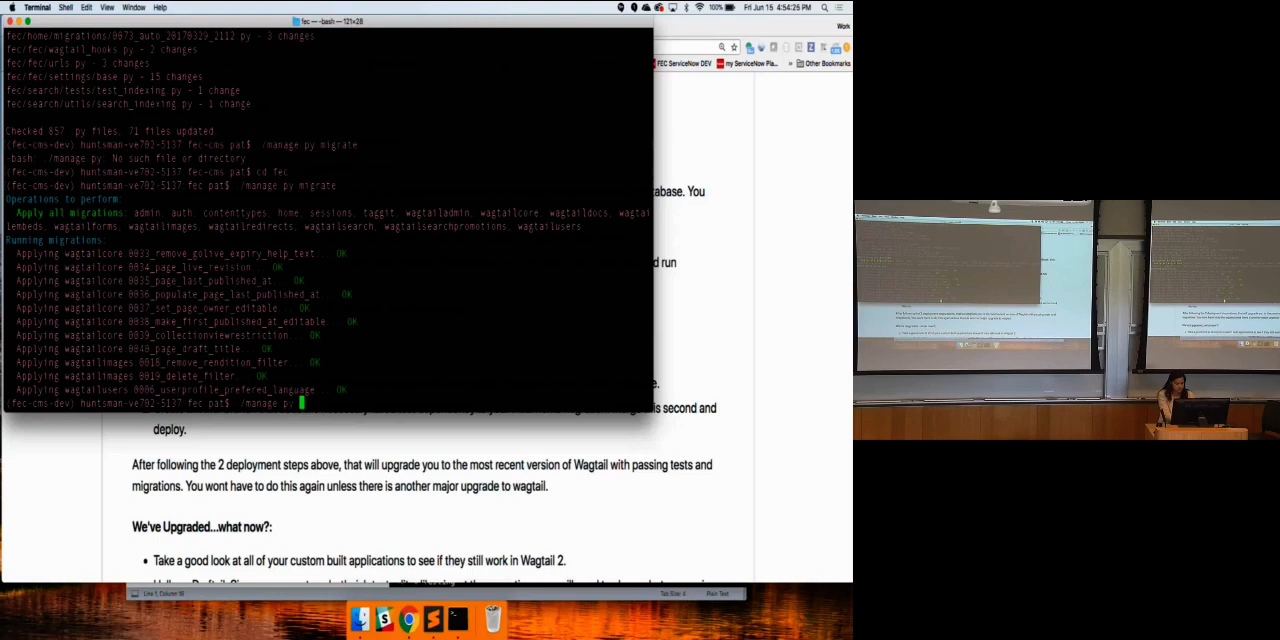 Terminal Shell Edit View Window Help
100% Fri Jun 15 4:54:25 PM
fec — -bash — 121×28
Work
FEC ServiceNow DEV my ServiceNow Pla... » Other Bookmarks
fec/home/migrations/0073_auto_20170329_2112 py - 3 changes
fec/fec/wagtail_hooks py - 2 changes
fec/fec/urls py - 3 changes
fec/fec/settings/base py - 15 changes
fec/search/tests/test_indexing py - 1 change
fec/search/utils/search_indexing py - 1 change
Checked 857 py files, 71 files updated
(fec-cms-dev) huntsman-ve702-5137 fec-cms pat$ /manage py migrate
-bash: /manage py: No such file or directory
(fec-cms-dev) huntsman-ve702-5137 fec-cms pat$ cd fec
(fec-cms-dev) huntsman-ve702-5137 fec pat$ /manage py migrate
Operations to perform:
Apply all migrations: admin, auth, contenttypes, home, sessions, taggit, wagtailadmin, wagtailcore, wagtaildocs, wagtai
lembeds, wagtailforms, wagtailimages, wagtailredirects, wagtailsearch, wagtailsearchpromotions, wagtailusers
Running migrations:
Applying wagtailcore 0033_remove_golive_expiry_help_text... OK
Applying wagtailcore 0034_page_live_revision... OK
Applying wagtailcore 0035_page_last_published_at... OK
Applying wagtailcore 0036_populate_page_last_published_at... OK
Applying wagtailcore 0037_set_page_owner_editable... OK
Applying wagtailcore 0038_make_first_published_at_editable... OK
Applying wagtailcore 0039_collectionviewrestriction... OK
Applying wagtailcore 0040_page_draft_title... OK
Applying wagtailimages 0018_remove_rendition_filter... OK
Applying wagtailimages 0019_delete_filter... OK
Applying wagtailusers 0006_userprofile_prefered_language... OK
(fec-cms-dev) huntsman-ve702-5137 fec pat$ /manage py
atabase. You
d run
e.
is second and
deploy.
After following the 2 deployment steps above, that will upgrade you to the most recent version of Wagtail with passing tests and
migrations. You wont have to do this again unless there is another major upgrade to wagtail.
We've Upgraded...what now?:
Take a good look at all of your custom built applications to see if they still work in Wagtail 2.
Line 1, Column 59 Tab Size: 4 Plain Text